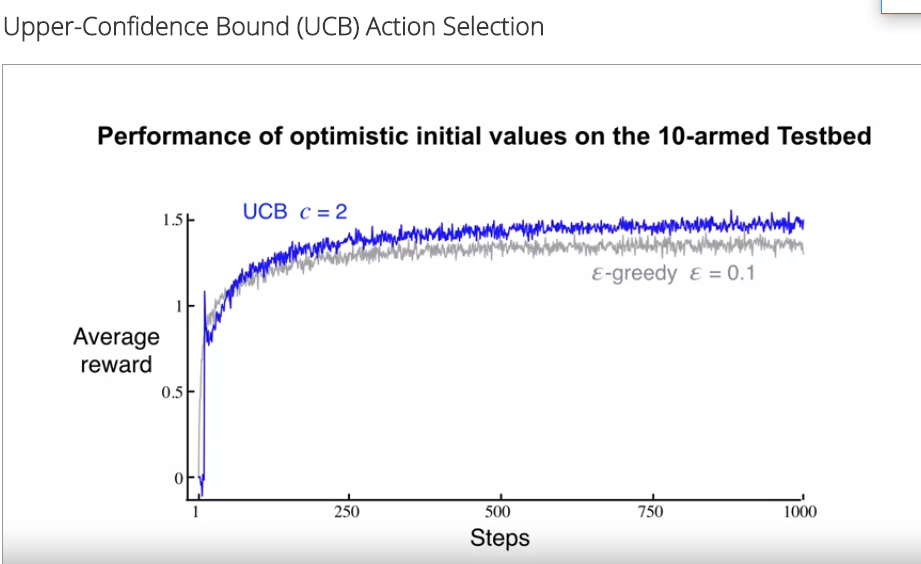 Upper-Confidence Bound (UCB) Action Selection
Performance of optimistic initial values on the 10-armed Testbed
UCB c = 2
1.5
ε-greedy ε = 0.1
1
Average
reward
0.5
0
1 250 500 750 1000
Steps